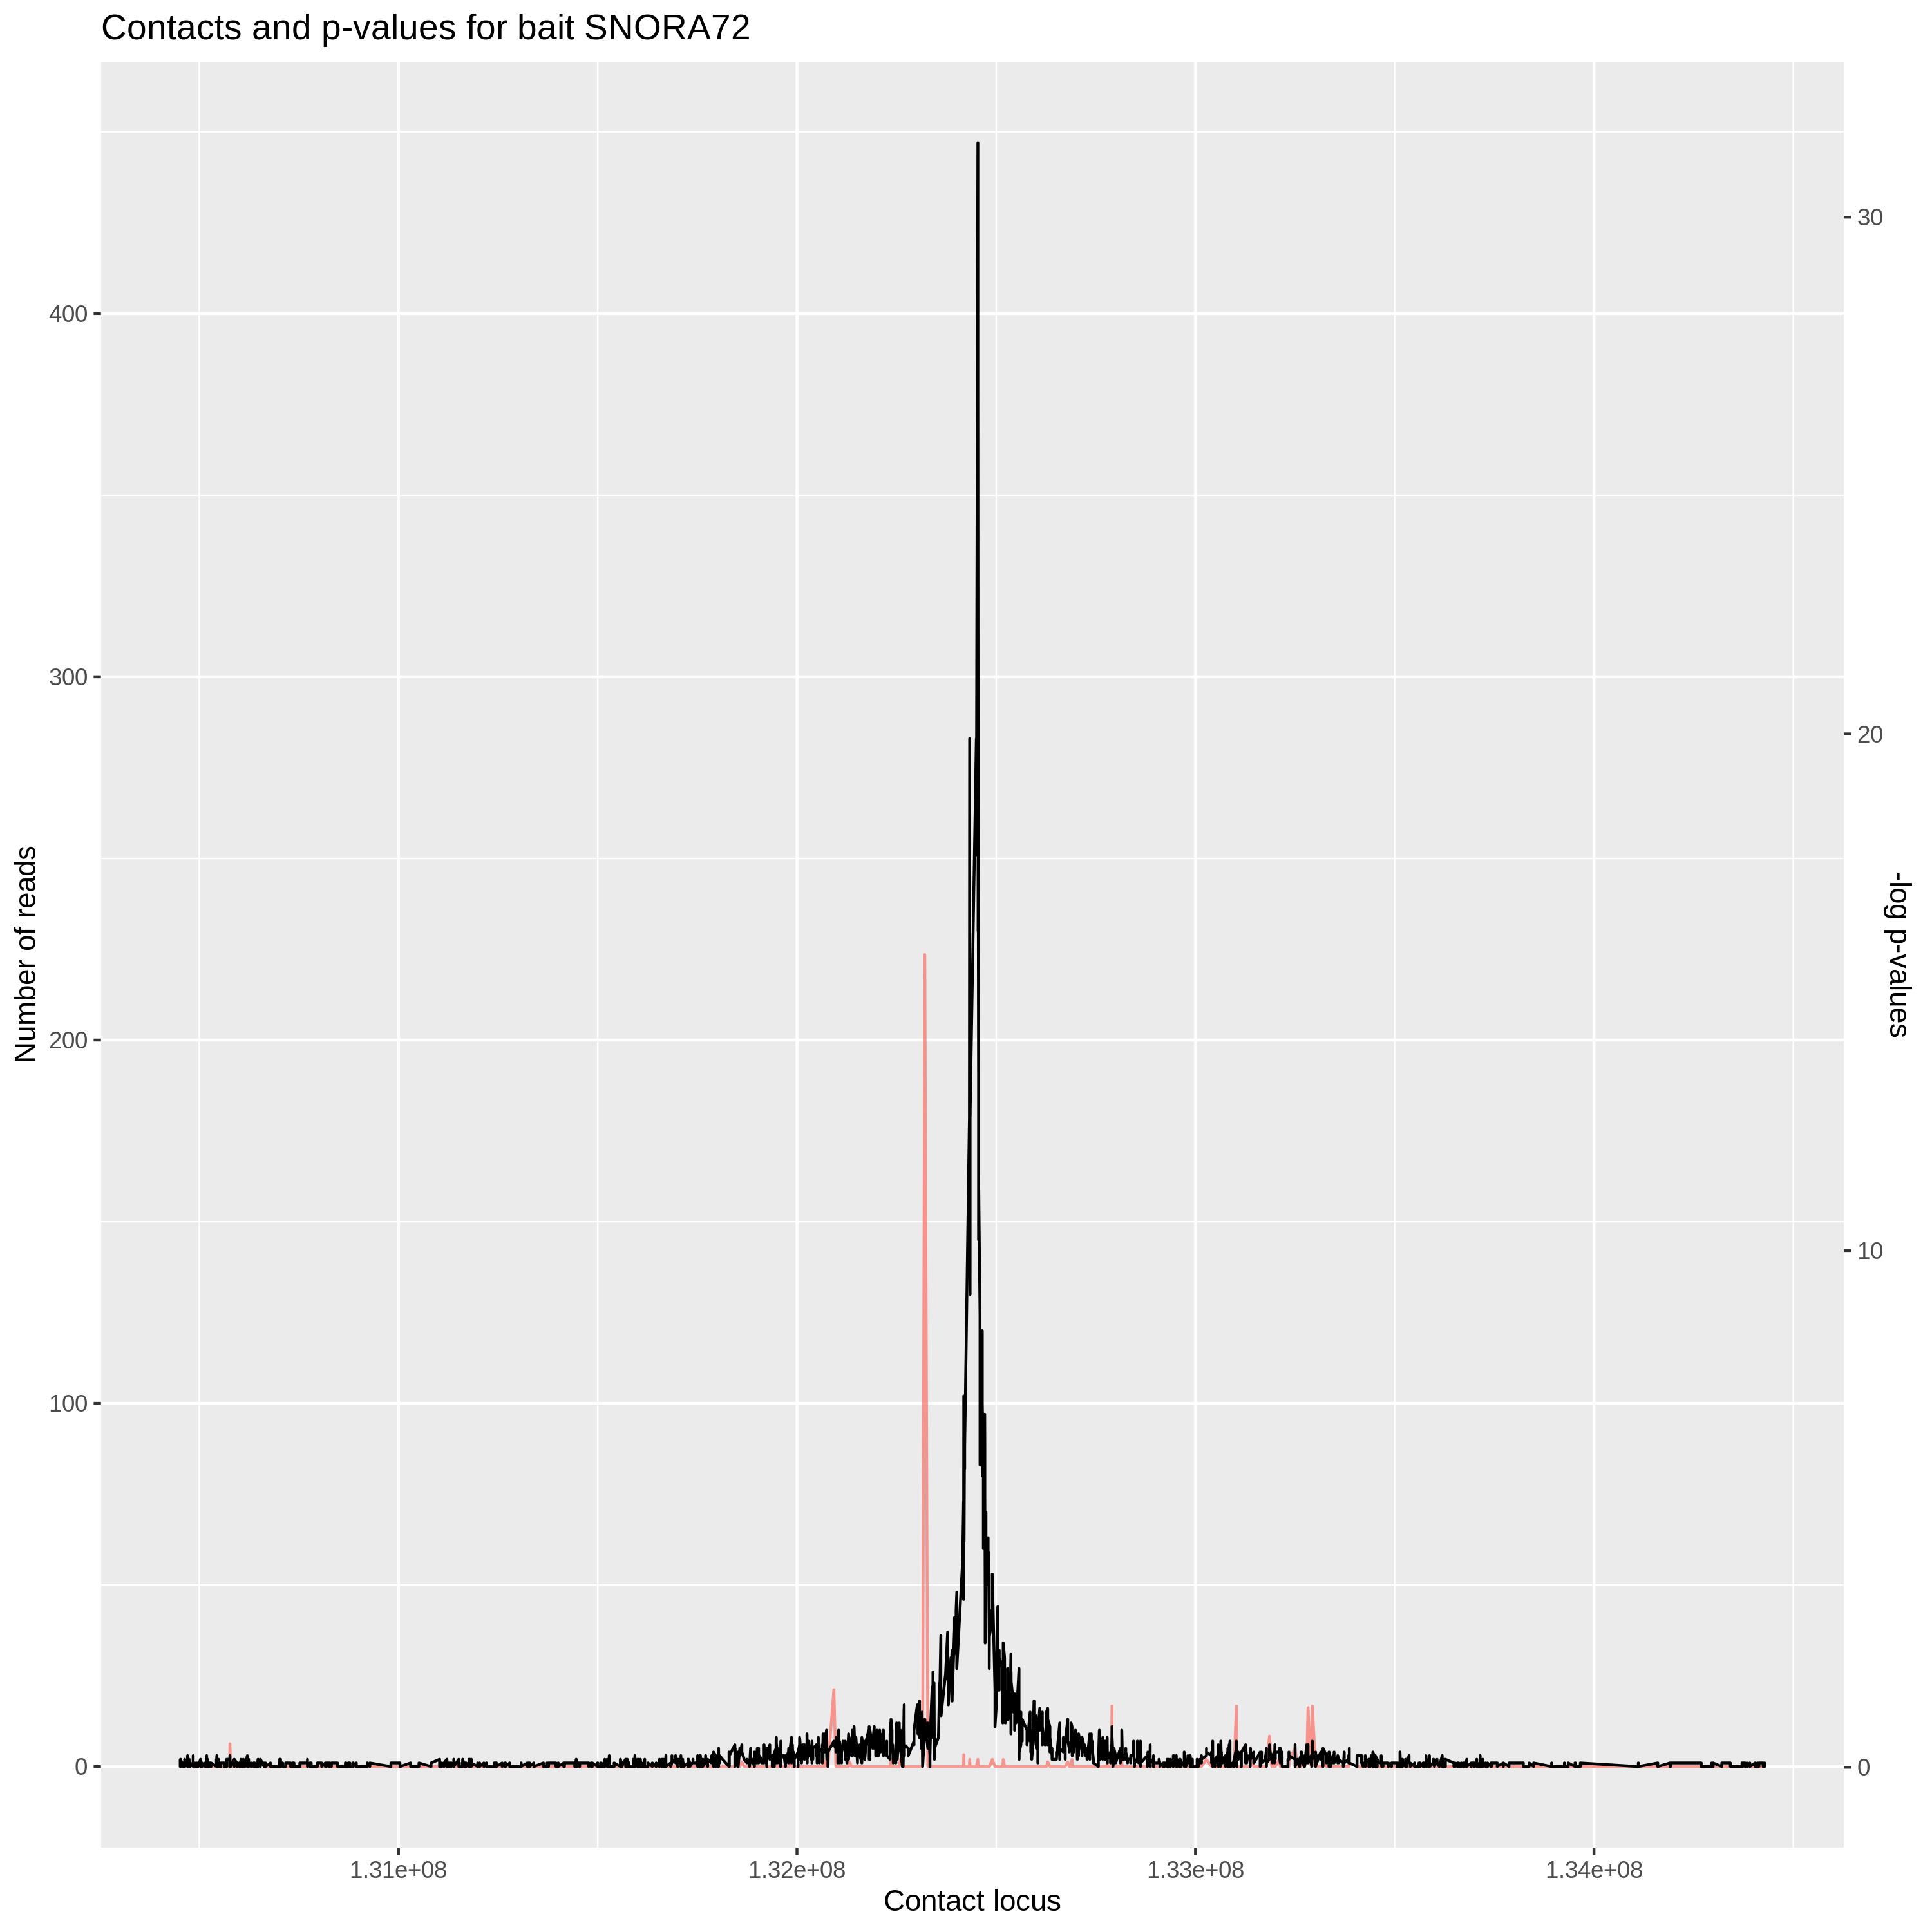 Contacts and p-values for bait SNORA72
Number of reads
400
300
200
100
0
30
20
10
0
-log p-values
1.31e+08
1.32e+08
1.33e+08
1.34e+08
Contact locus